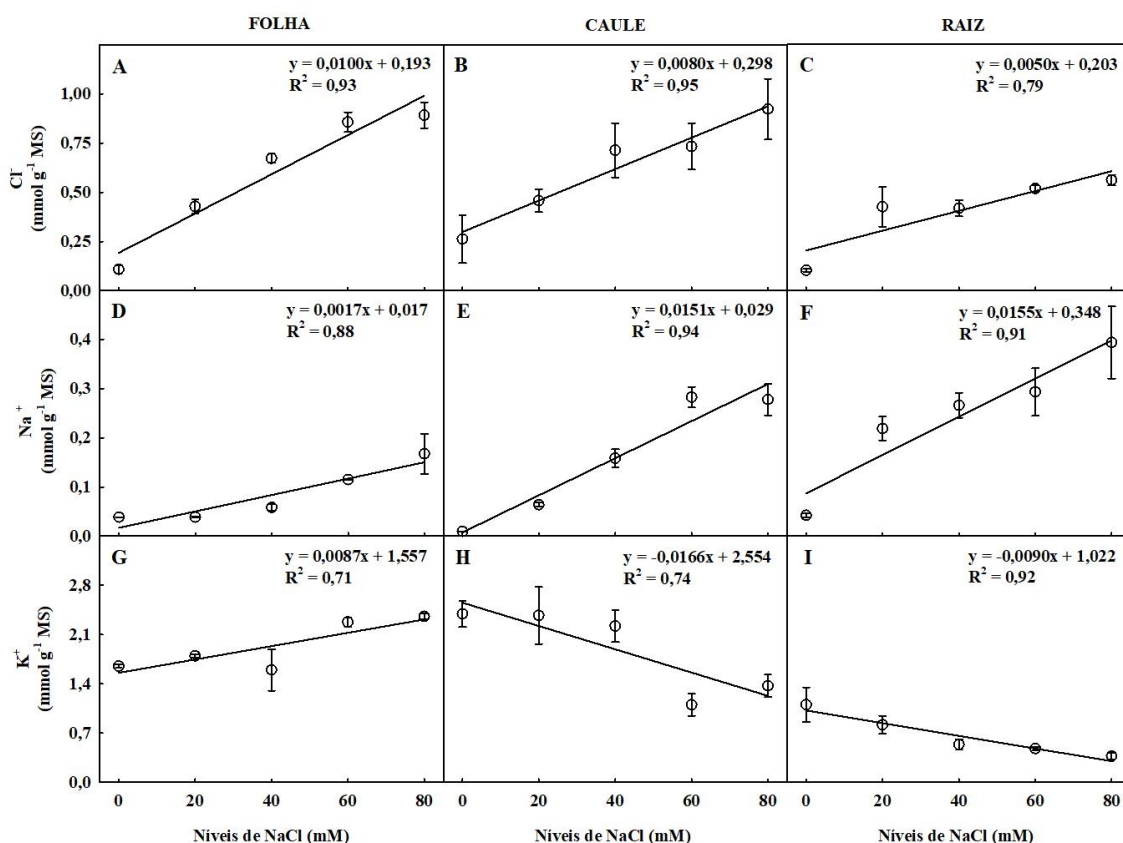 FOLHA CAULE RAIZ
A y = 0,0100x + 0,193
R² = 0,93
B y = 0,0080x + 0,298
R² = 0,95
C y = 0,0050x + 0,203
R² = 0,79
Cl⁻
(mmol g⁻¹ MS)
1,00
0,75
0,50
0,25
0,00
D y = 0,0017x + 0,017
R² = 0,88
E y = 0,0151x + 0,029
R² = 0,94
F y = 0,0155x + 0,348
R² = 0,91
Na⁺
(mmol g⁻¹ MS)
0,4
0,3
0,2
0,1
0,0
G y = 0,0087x + 1,557
R² = 0,71
H y = -0,0166x + 2,554
R² = 0,74
I y = -0,0090x + 1,022
R² = 0,92
K⁺
(mmol g⁻¹ MS)
2,8
2,1
1,4
0,7
0,0
0 20 40 60 80 0 20 40 60 80 0 20 40 60 80
Níveis de NaCl (mM) Níveis de NaCl (mM) Níveis de NaCl (mM)